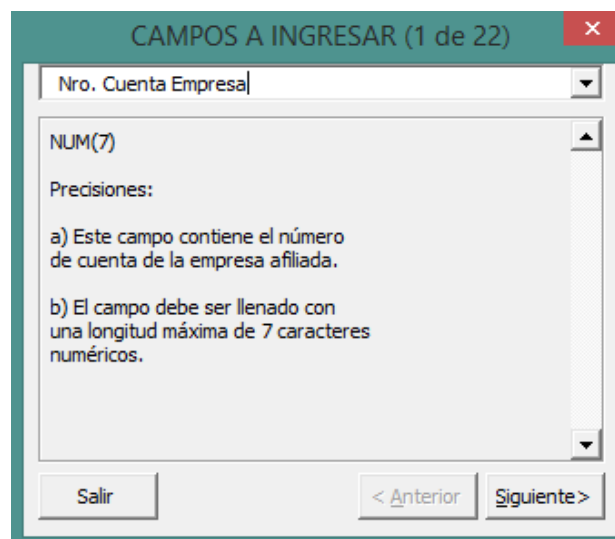 CAMPOS A INGRESAR (1 de 22)
Nro. Cuenta Empresa
NUM(7)
Precisiones:
a) Este campo contiene el número
de cuenta de la empresa afiliada.
b) El campo debe ser llenado con
una longitud máxima de 7 caracteres
numéricos.
Salir
< Anterior
Siguiente>